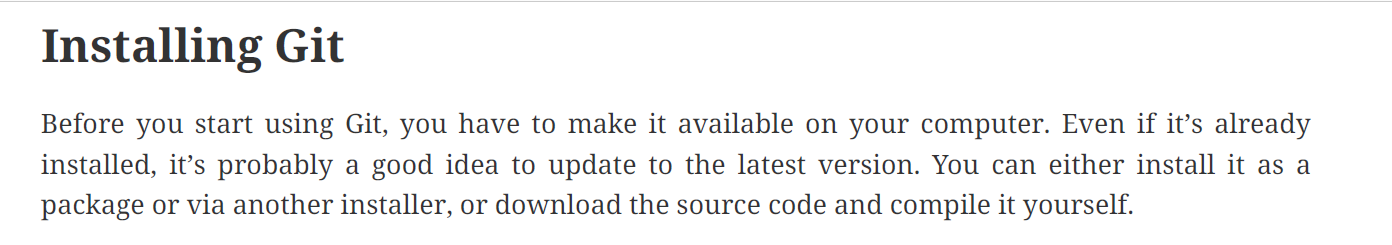 Installing Git
Before you start using Git, you have to make it available on your computer. Even if it’s already
installed, it’s probably a good idea to update to the latest version. You can either install it as a
package or via another installer, or download the source code and compile it yourself.